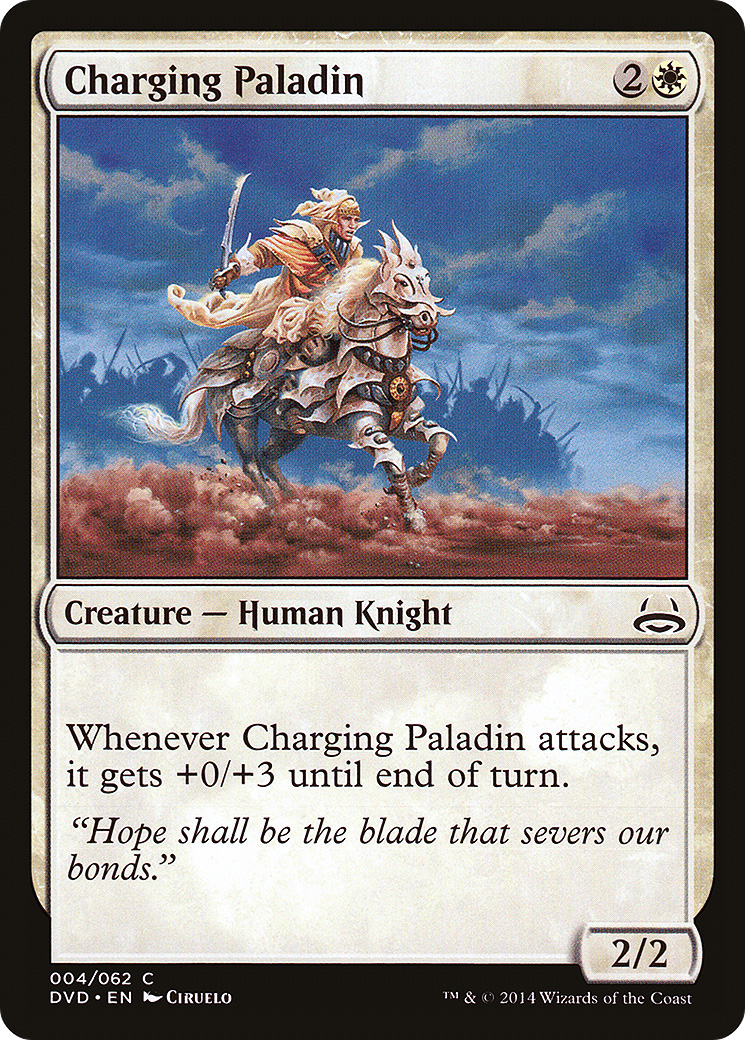 Charging Paladin 2
Creature — Human Knight
Whenever Charging Paladin attacks,
it gets +0/+3 until end of turn.
“Hope shall be the blade that severs our
bonds.”
2/2
004/062 C
DVD • EN Ciruelo
™ & © 2014 Wizards of the Coast